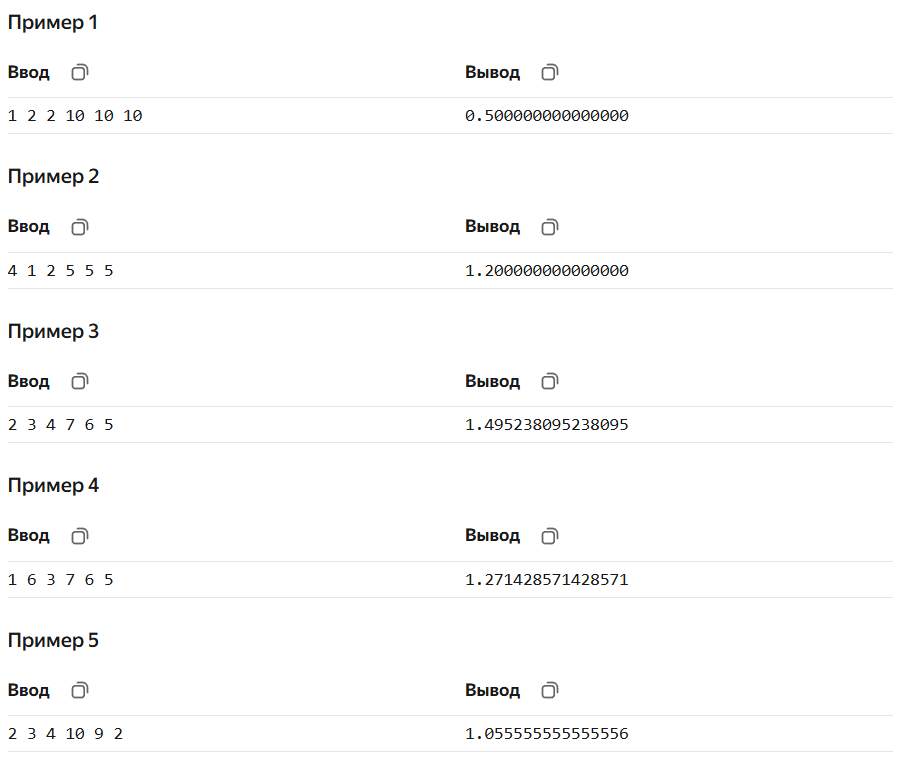 Пример 1
Ввод Вывод
1 2 2 10 10 10 0.500000000000000
Пример 2
Ввод Вывод
4 1 2 5 5 5 1.200000000000000
Пример 3
Ввод Вывод
2 3 4 7 6 5 1.495238095238095
Пример 4
Ввод Вывод
1 6 3 7 6 5 1.271428571428571
Пример 5
Ввод Вывод
2 3 4 10 9 2 1.055555555555556